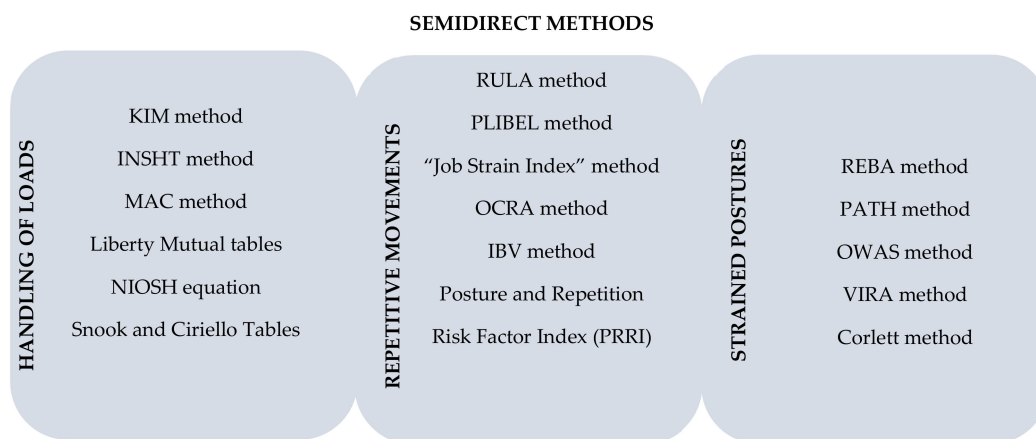 SEMIDIRECT METHODS
HANDLING OF LOADS
KIM method
INSHT method
MAC method
Liberty Mutual tables
NIOSH equation
Snook and Ciriello Tables
REPETITIVE MOVEMENTS
RULA method
PLIBEL method
“Job Strain Index” method
OCRA method
IBV method
Posture and Repetition
Risk Factor Index (PRRI)
STRAINED POSTURES
REBA method
PATH method
OWAS method
VIRA method
Corlett method